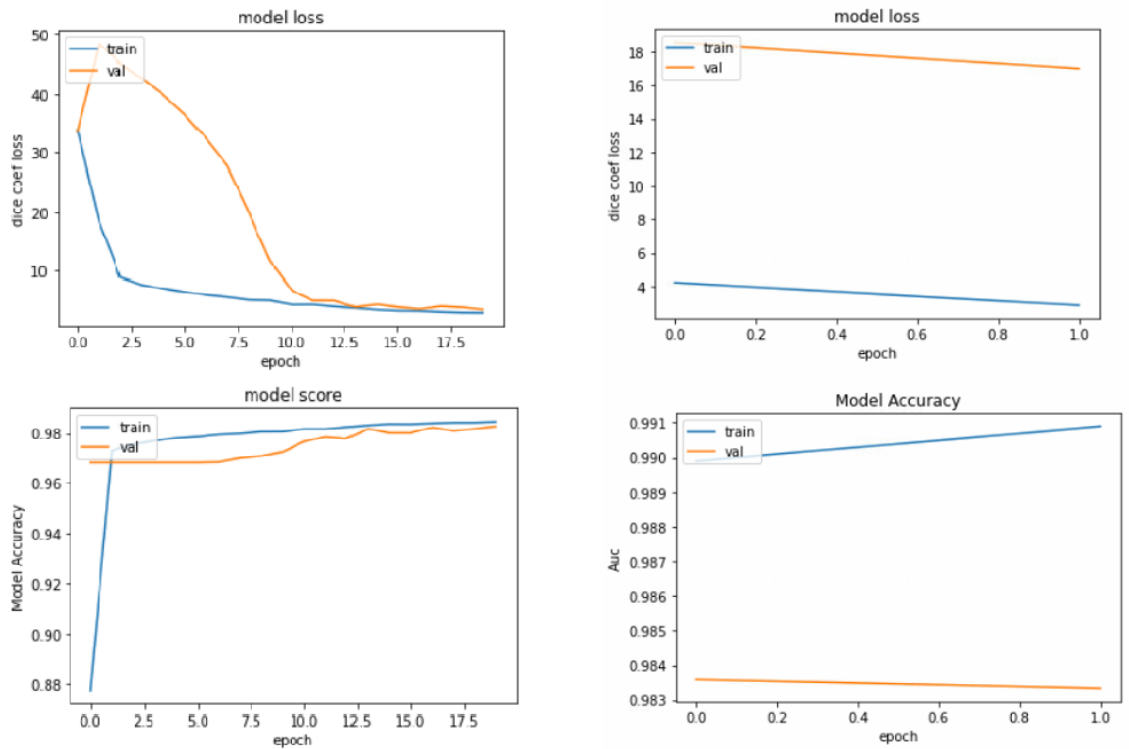 model loss
50
40
30
20
10
dice coef loss
train
val
0.0 2.5 5.0 7.5 10.0 12.5 15.0 17.5
epoch
model loss
18
16
14
12
10
8
6
4
dice coef loss
train
val
0.0 0.2 0.4 0.6 0.8 1.0
epoch
model score
0.98
0.96
0.94
0.92
0.90
0.88
Model Accuracy
train
val
0.0 2.5 5.0 7.5 10.0 12.5 15.0 17.5
epoch
Model Accuracy
0.991
0.990
0.989
0.988
0.987
0.986
0.985
0.984
0.983
Auc
train
val
0.0 0.2 0.4 0.6 0.8 1.0
epoch